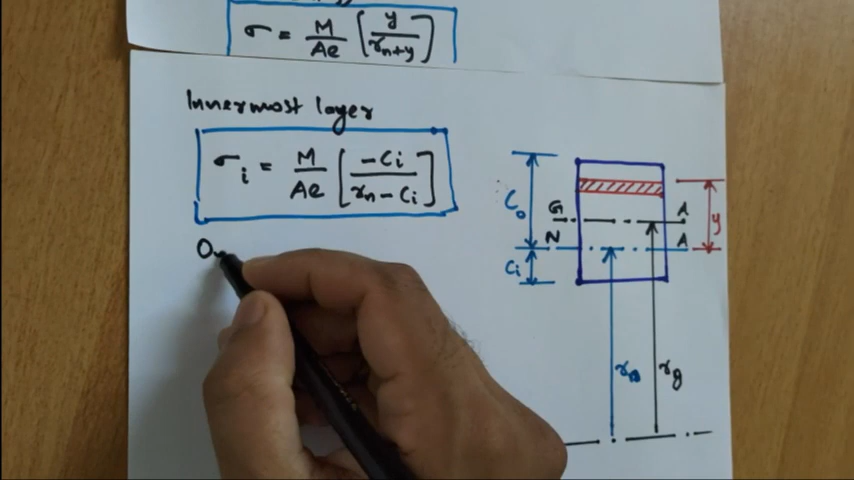 σ = M/Ae [y/(rn+y)]
Innermost layer
σi = M/Ae [-Ci/(rn-Ci)]
O
Co
G A
y
N A
Ci
rn
rg